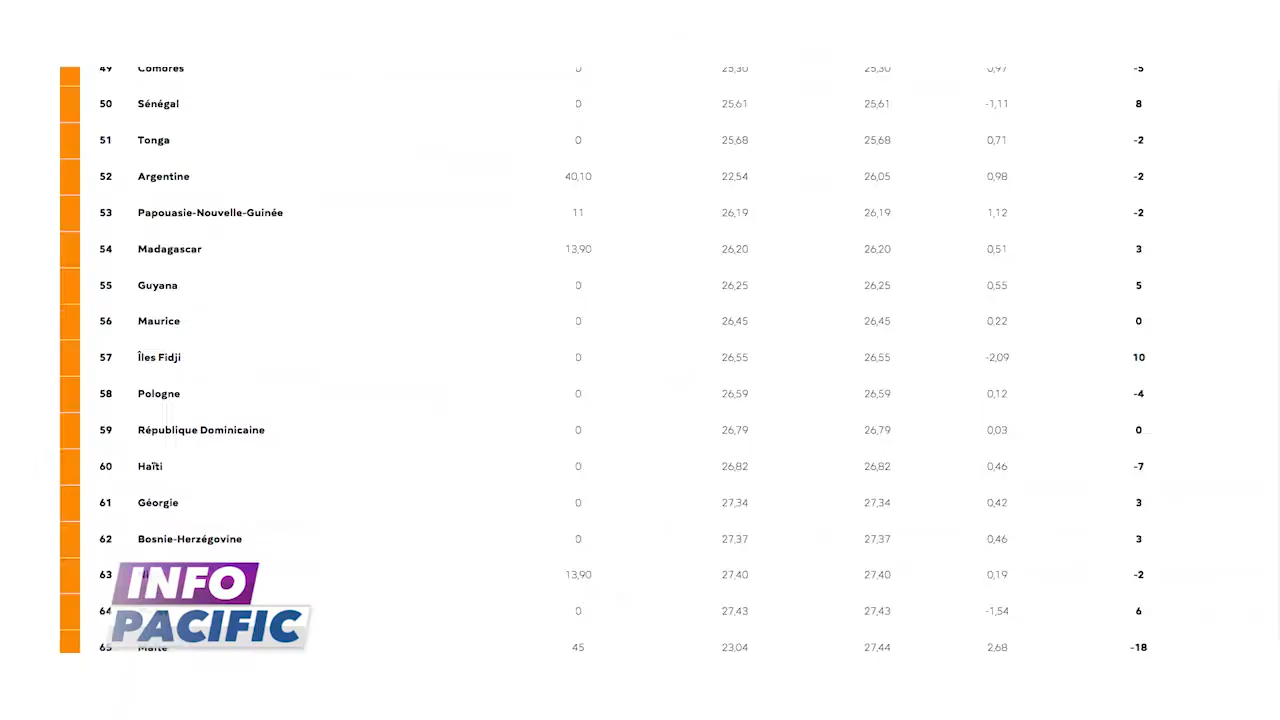 49 Comores 0 25,30 25,30 0,97 -5
50 Sénégal 0 25,61 25,61 -1,11 8
51 Tonga 0 25,68 25,68 0,71 -2
52 Argentine 40,10 22,54 26,05 0,98 -2
53 Papouasie-Nouvelle-Guinée 11 26,19 26,19 1,12 -2
54 Madagascar 13,90 26,20 26,20 0,51 3
55 Guyana 0 26,25 26,25 0,55 5
56 Maurice 0 26,45 26,45 0,22 0
57 Îles Fidji 0 26,55 26,55 -2,09 10
58 Pologne 0 26,59 26,59 0,12 -4
59 République Dominicaine 0 26,79 26,79 0,03 0
60 Haïti 0 26,82 26,82 0,46 -7
61 Géorgie 0 27,34 27,34 0,42 3
62 Bosnie-Herzégovine 0 27,37 27,37 0,46 3
63 13,90 27,40 27,40 0,19 -2
64 0 27,43 27,43 -1,54 6
65 Malte 45 23,04 27,44 2,68 -18
INFO
PACIFIC